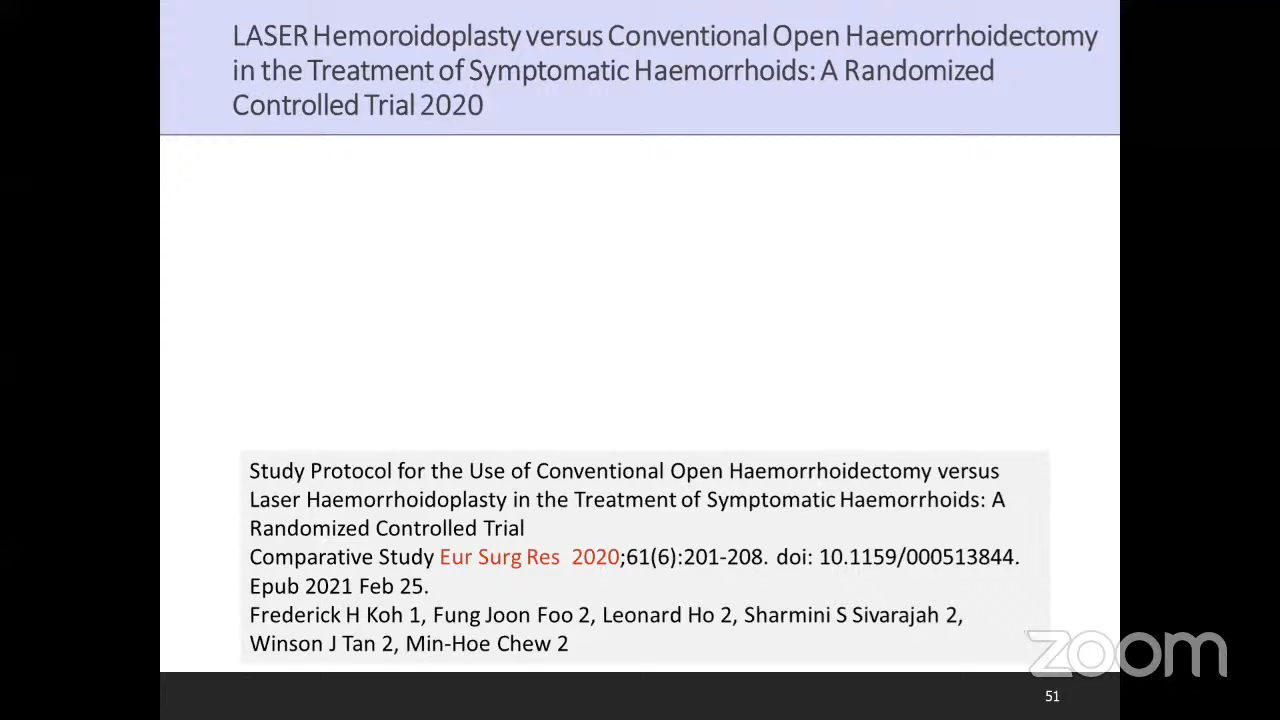 LASER Hemoroidoplasty versus Conventional Open Haemorrhoidectomy
in the Treatment of Symptomatic Haemorrhoids: A Randomized
Controlled Trial 2020
Study Protocol for the Use of Conventional Open Haemorrhoidectomy versus
Laser Haemorrhoidoplasty in the Treatment of Symptomatic Haemorrhoids: A
Randomized Controlled Trial
Comparative Study Eur Surg Res 2020;61(6):201-208. doi: 10.1159/000513844.
Epub 2021 Feb 25.
Frederick H Koh 1, Fung Joon Foo 2, Leonard Ho 2, Sharmini S Sivarajah 2,
Winson J Tan 2, Min-Hoe Chew 2
zoom
51